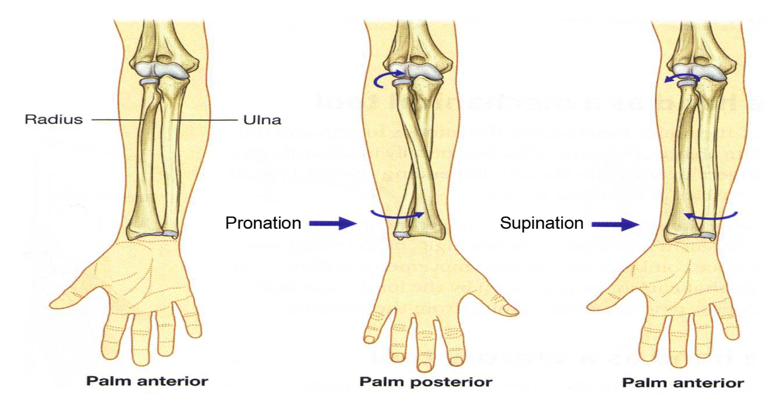 Radius
Ulna
Pronation
Supination
Palm anterior
Palm posterior
Palm anterior